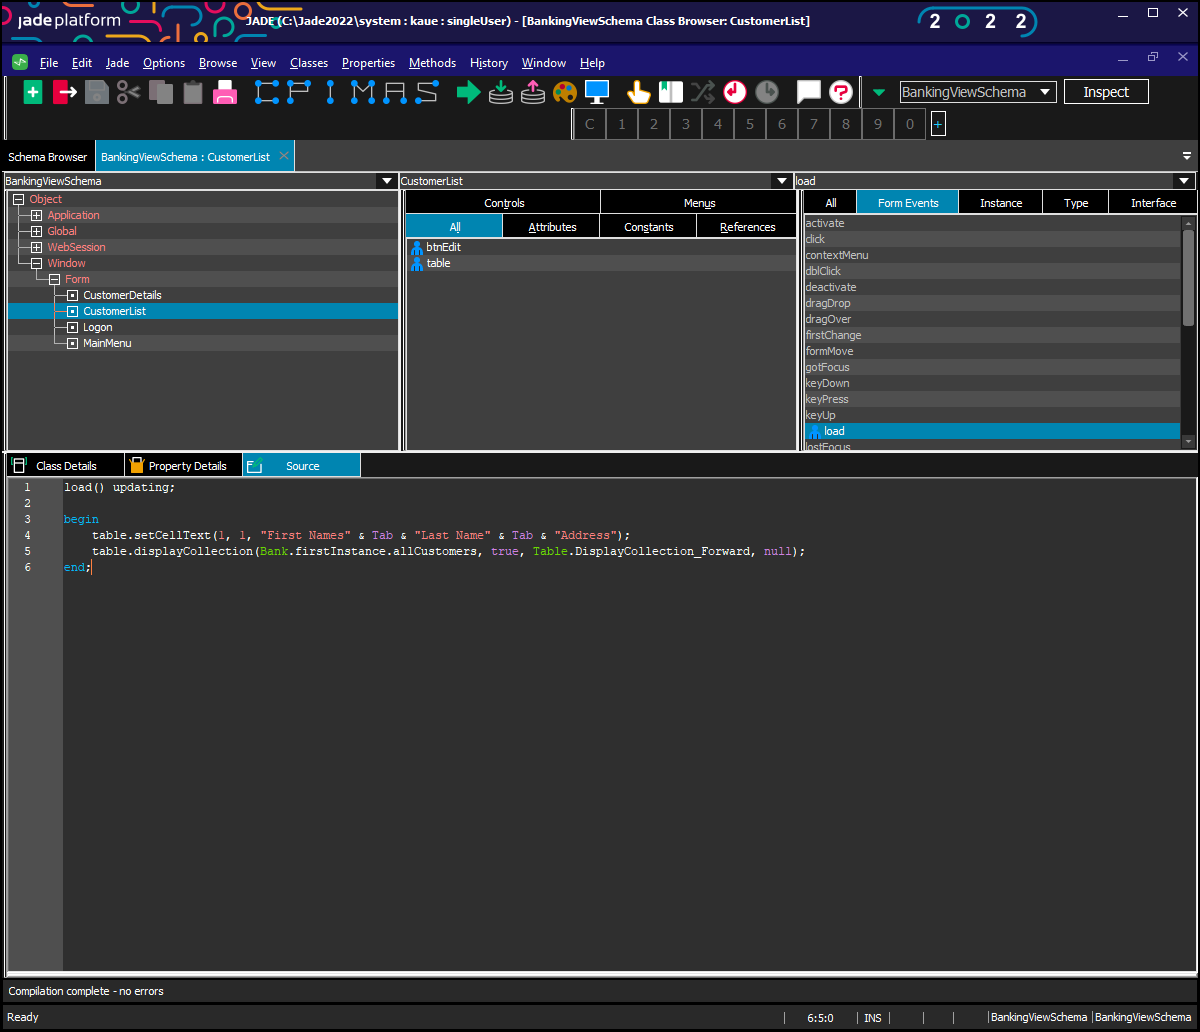 jade platform
JADE (C:\Jade2022\system : kaue : singleUser) - [BankingViewSchema Class Browser: CustomerList]
2 0 2 2
File Edit Jade Options Browse View Classes Properties Methods History Window Help
C P I M A S
BankingViewSchema
Inspect
C 1 2 3 4 5 6 7 8 9 0 +
Schema Browser
BankingViewSchema : CustomerList
BankingViewSchema
CustomerList
load
Object
Application
Global
WebSession
Window
Form
CustomerDetails
CustomerList
Logon
MainMenu
Controls Menus
All Attributes Constants References
btnEdit
table
All Form Events Instance Type Interface
activate
click
contextMenu
dblClick
deactivate
dragDrop
dragOver
firstChange
formMove
gotFocus
keyDown
keyPress
keyUp
load
lostFocus
Class Details Property Details Source
1 load() updating;
2
3 begin
4 table.setCellText(1, 1, "First Names" & Tab & "Last Name" & Tab & "Address");
5 table.displayCollection(Bank.firstInstance.allCustomers, true, Table.DisplayCollection_Forward, null);
6 end;
Compilation complete - no errors
Ready 6:5:0 INS BankingViewSchema BankingViewSchema